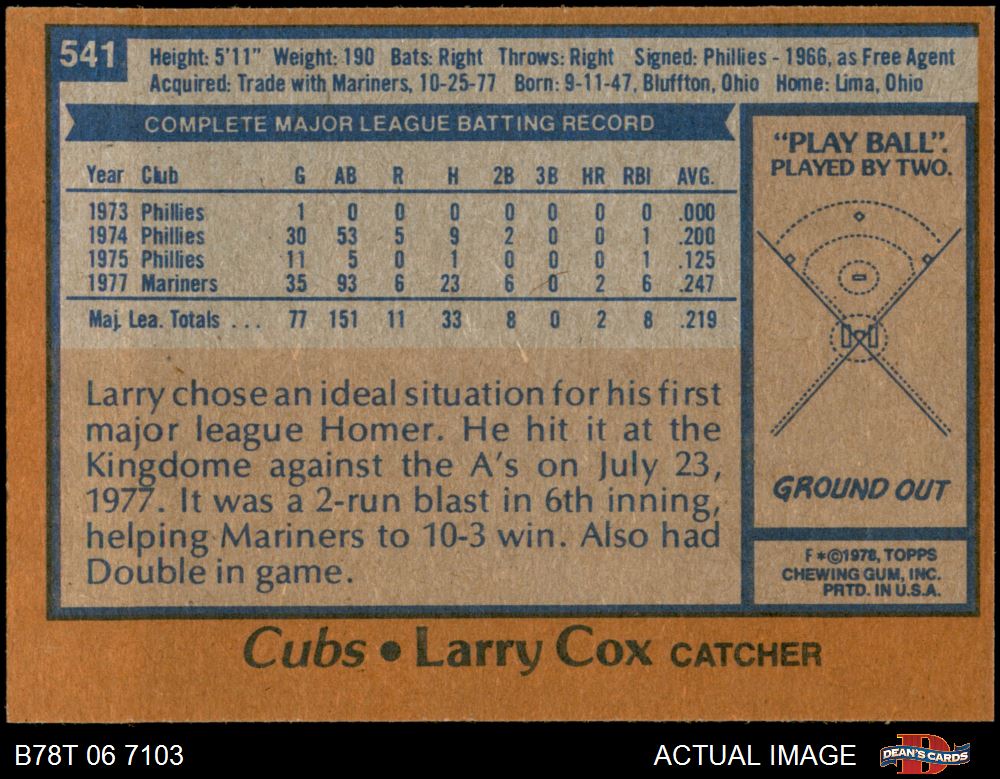 541
Height: 5'11" Weight: 190 Bats: Right Throws: Right Signed: Phillies - 1966, as Free Agent
Acquired: Trade with Mariners, 10-25-77 Born: 9-11-47, Bluffton, Ohio Home: Lima, Ohio
COMPLETE MAJOR LEAGUE BATTING RECORD
Year Club G AB R H 2B 3B HR RBI AVG.
1973 Phillies 1 0 0 0 0 0 0 0 .000
1974 Phillies 30 53 5 9 2 0 0 1 .200
1975 Phillies 11 5 0 1 0 0 0 1 .125
1977 Mariners 35 93 6 23 6 0 2 6 .247
Maj. Lea. Totals . . . 77 151 11 33 8 0 2 8 .219
Larry chose an ideal situation for his first
major league Homer. He hit it at the
Kingdome against the A's on July 23,
1977. It was a 2-run blast in 6th inning,
helping Mariners to 10-3 win. Also had
Double in game.
"PLAY BALL".
PLAYED BY TWO.
GROUND OUT
F*©1978, TOPPS
CHEWING GUM, INC.
PRTD. IN U.S.A.
Cubs • Larry Cox CATCHER
B78T 06 7103
ACTUAL IMAGE
DEAN'S CARDS